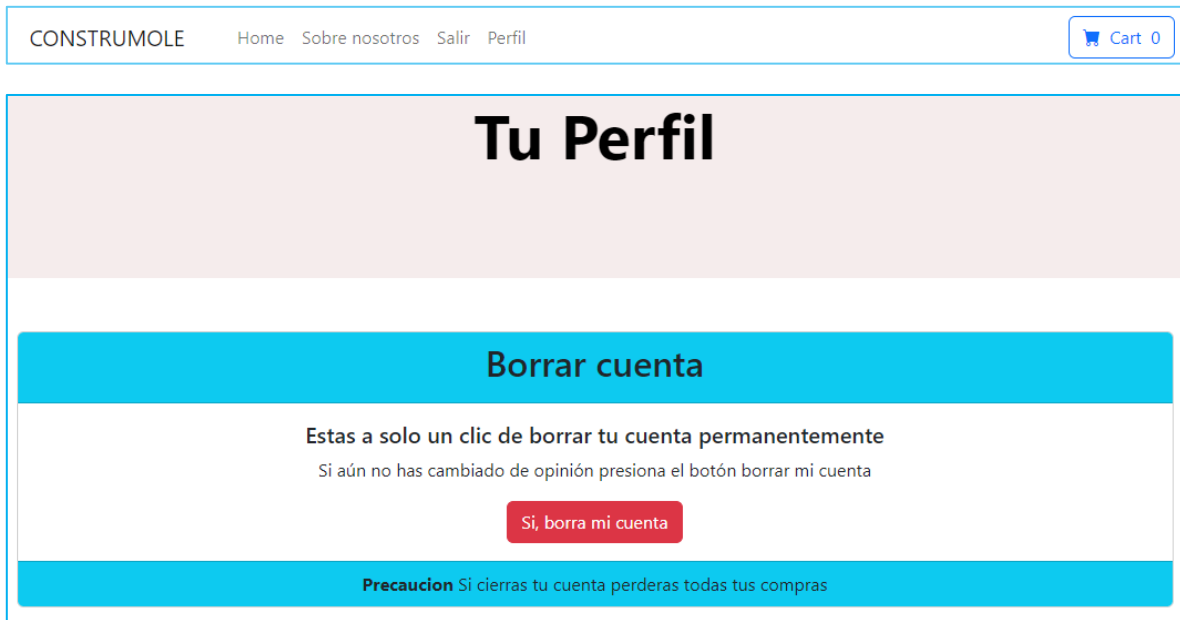 CONSTRUMOLE Home Sobre nosotros Salir Perfil Cart 0
Tu Perfil
Borrar cuenta
Estas a solo un clic de borrar tu cuenta permanentemente
Si aún no has cambiado de opinión presiona el botón borrar mi cuenta
Si, borra mi cuenta
Precaucion Si cierras tu cuenta perderas todas tus compras